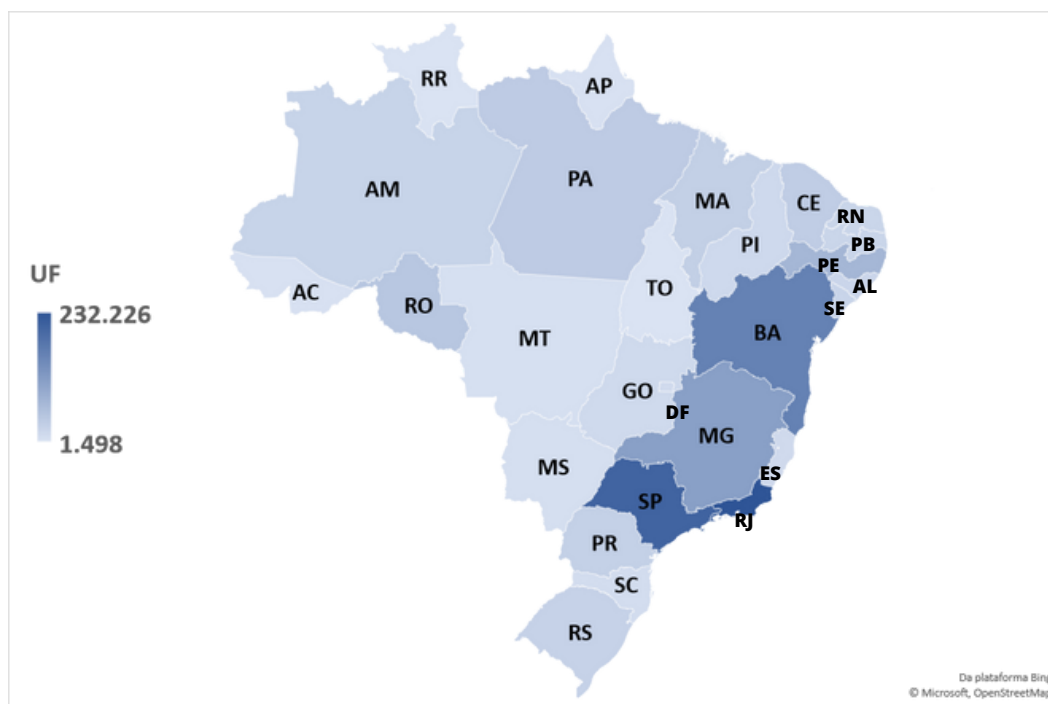 RR
AP
AM
PA
MA
CE
RN
PI
PB
PE
UF
AC
RO
TO
AL
SE
232.226
BA
MT
GO
DF
MG
1.498
MS
ES
SP
RJ
PR
SC
RS
Da plataforma Bing
© Microsoft, OpenStreetMap